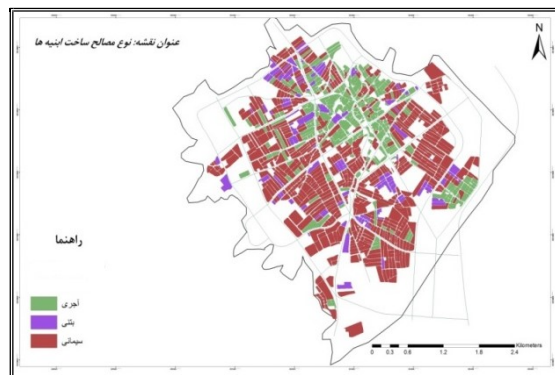 عنوان نقشه: نوع مصالح ساخت ابنیه ها
N
راهنما
آجری
بتنی
سیمانی
Kilometers
0 0.3 0.6 1.2 1.8 2.4